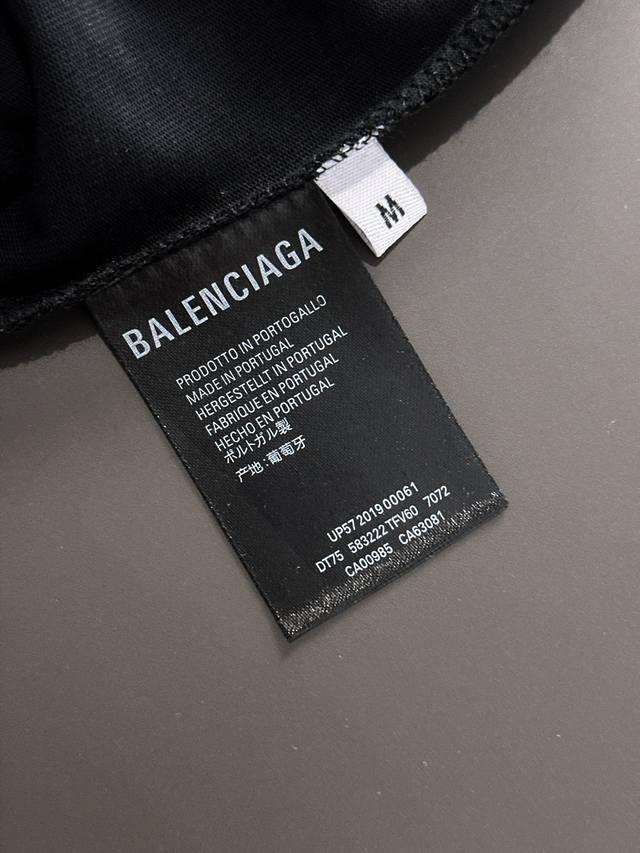 M
BALENCIAGA
PRODOTTO IN PORTOGALLO
MADE IN PORTUGAL
HERGESTELLT IN PORTUGAL
FABRIQUE EN PORTUGAL
HECHO EN PORTUGAL
ポルトガル製
产地:葡萄牙
UP57 2019 00061
DT75 583222 TFV60 7072
CA00985 CA63081